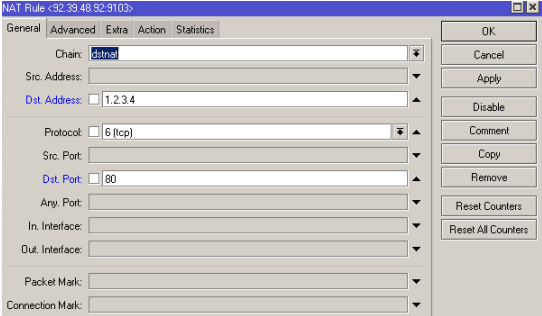 NAT Rule <92.39.48.92:9103>
General Advanced Extra Action Statistics
Chain: dstnat
Src. Address:
Dst. Address: 1.2.3.4
Protocol: 6 (tcp)
Src. Port:
Dst. Port: 80
Any. Port:
In. Interface:
Out. Interface:
Packet Mark:
Connection Mark:
OK
Cancel
Apply
Disable
Comment
Copy
Remove
Reset Counters
Reset All Counters